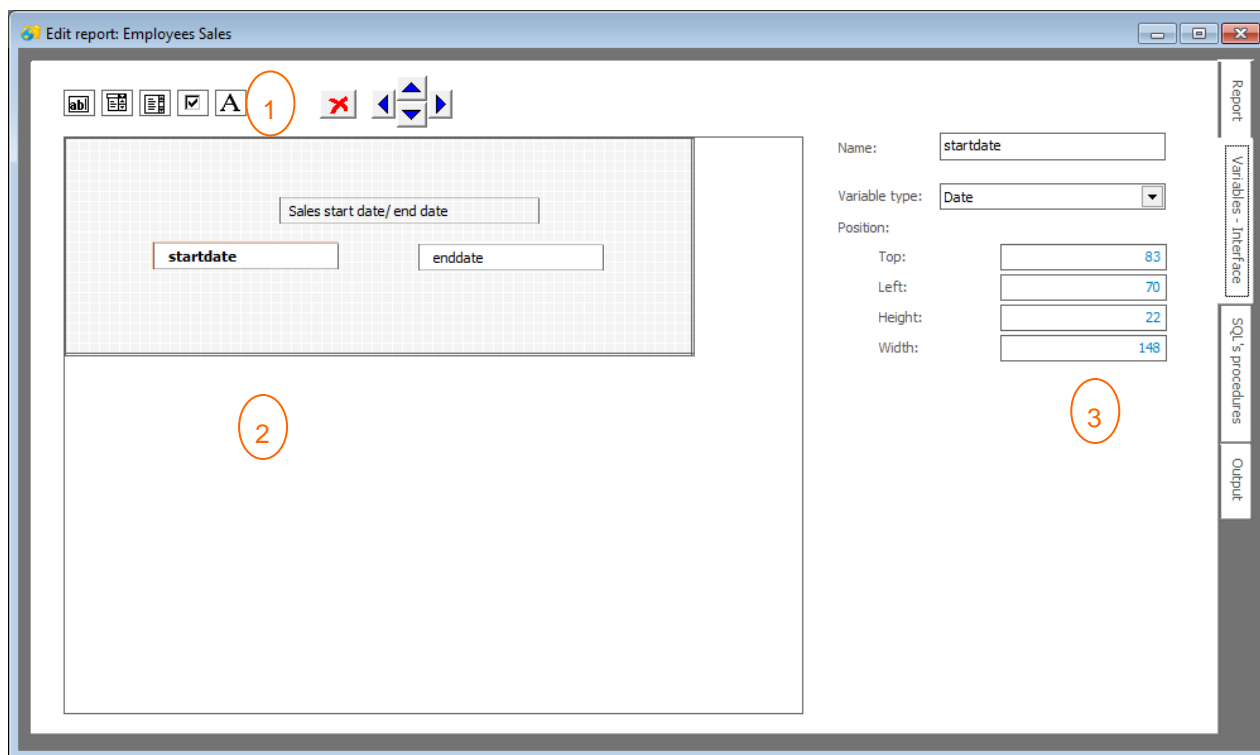 Edit report: Employees Sales
abl
A
1
Sales start date/ end date
startdate
enddate
2
Name:
startdate
Variable type:
Date
Position:
Top:
83
Left:
70
Height:
22
Width:
148
3
Report
Variables - Interface
SQL's procedures
Output